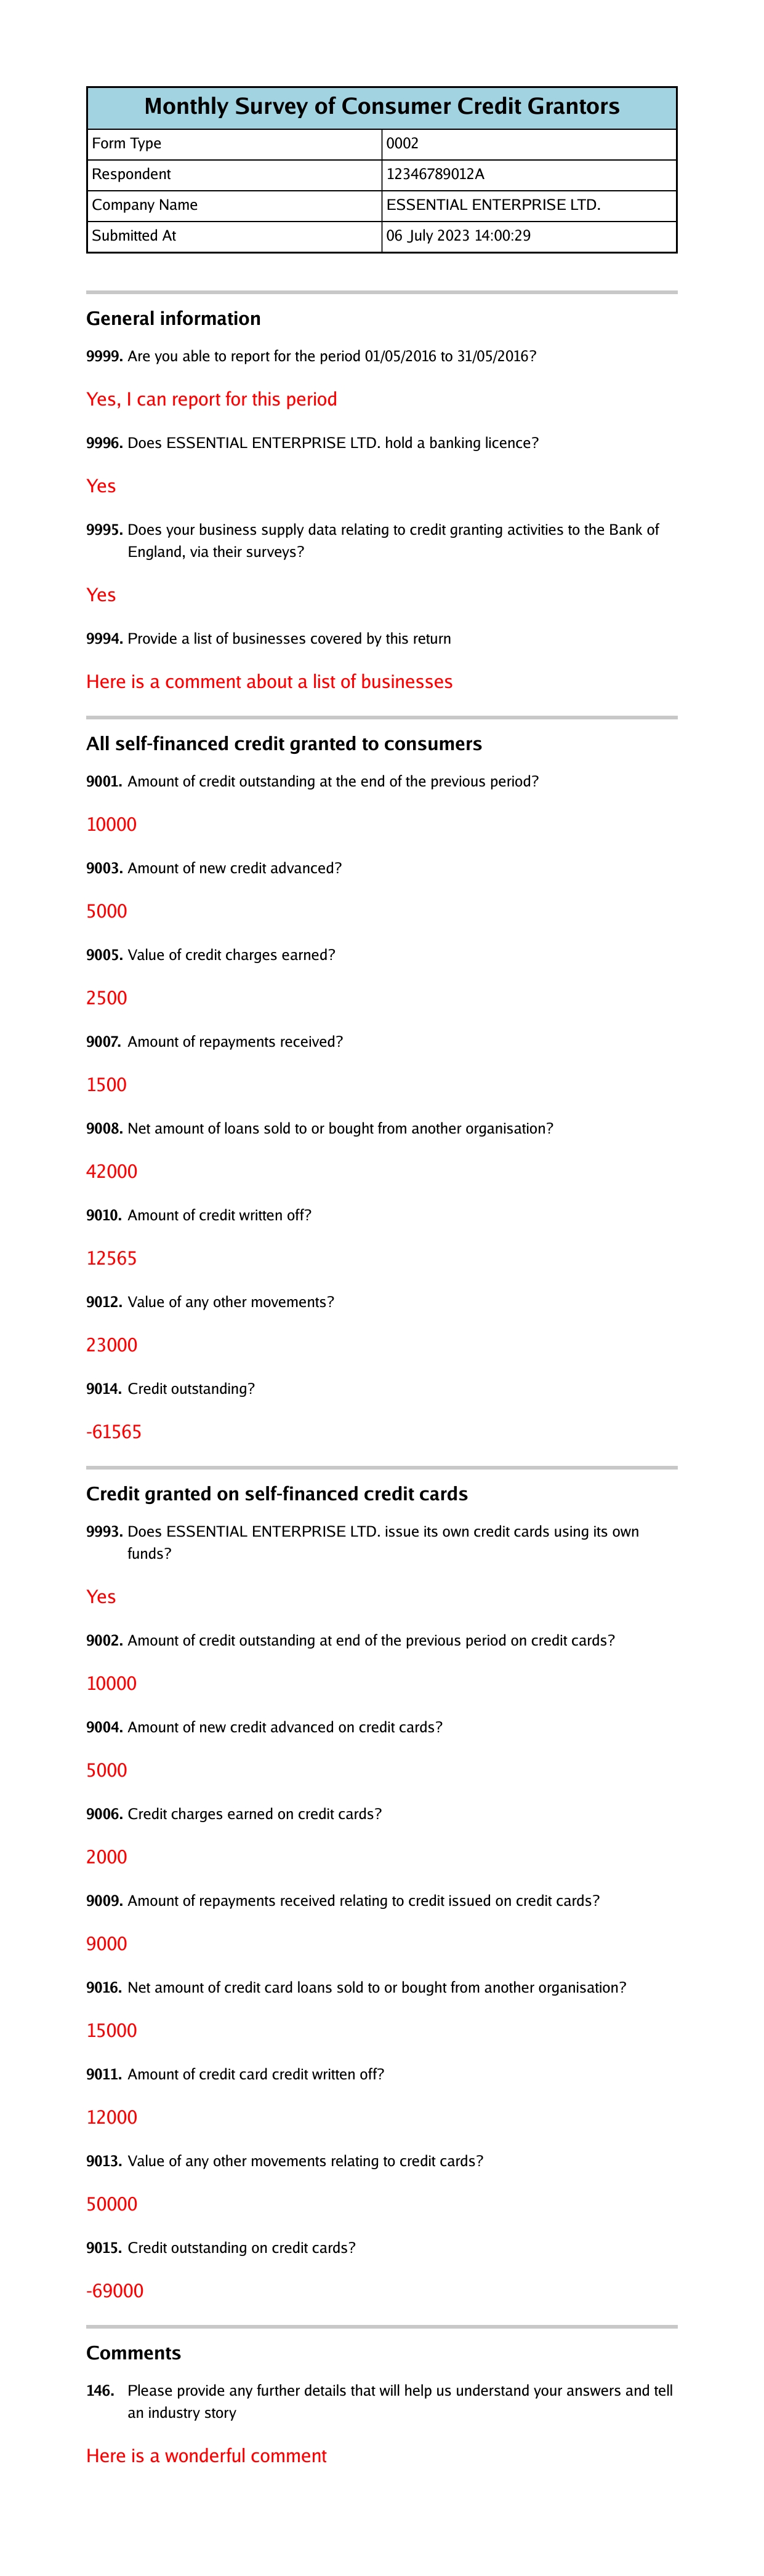 Monthly Survey of Consumer Credit Grantors
Form Type 0002
Respondent 12346789012A
Company Name ESSENTIAL ENTERPRISE LTD.
Submitted At 06 July 2023 14:00:29
General information
9999. Are you able to report for the period 01/05/2016 to 31/05/2016?
Yes, I can report for this period
9996. Does ESSENTIAL ENTERPRISE LTD. hold a banking licence?
Yes
9995. Does your business supply data relating to credit granting activities to the Bank of
England, via their surveys?
Yes
9994. Provide a list of businesses covered by this return
Here is a comment about a list of businesses
All self-financed credit granted to consumers
9001. Amount of credit outstanding at the end of the previous period?
10000
9003. Amount of new credit advanced?
5000
9005. Value of credit charges earned?
2500
9007. Amount of repayments received?
1500
9008. Net amount of loans sold to or bought from another organisation?
42000
9010. Amount of credit written off?
12565
9012. Value of any other movements?
23000
9014. Credit outstanding?
-61565
Credit granted on self-financed credit cards
9993. Does ESSENTIAL ENTERPRISE LTD. issue its own credit cards using its own
funds?
Yes
9002. Amount of credit outstanding at end of the previous period on credit cards?
10000
9004. Amount of new credit advanced on credit cards?
5000
9006. Credit charges earned on credit cards?
2000
9009. Amount of repayments received relating to credit issued on credit cards?
9000
9016. Net amount of credit card loans sold to or bought from another organisation?
15000
9011. Amount of credit card credit written off?
12000
9013. Value of any other movements relating to credit cards?
50000
9015. Credit outstanding on credit cards?
-69000
Comments
146. Please provide any further details that will help us understand your answers and tell
an industry story
Here is a wonderful comment